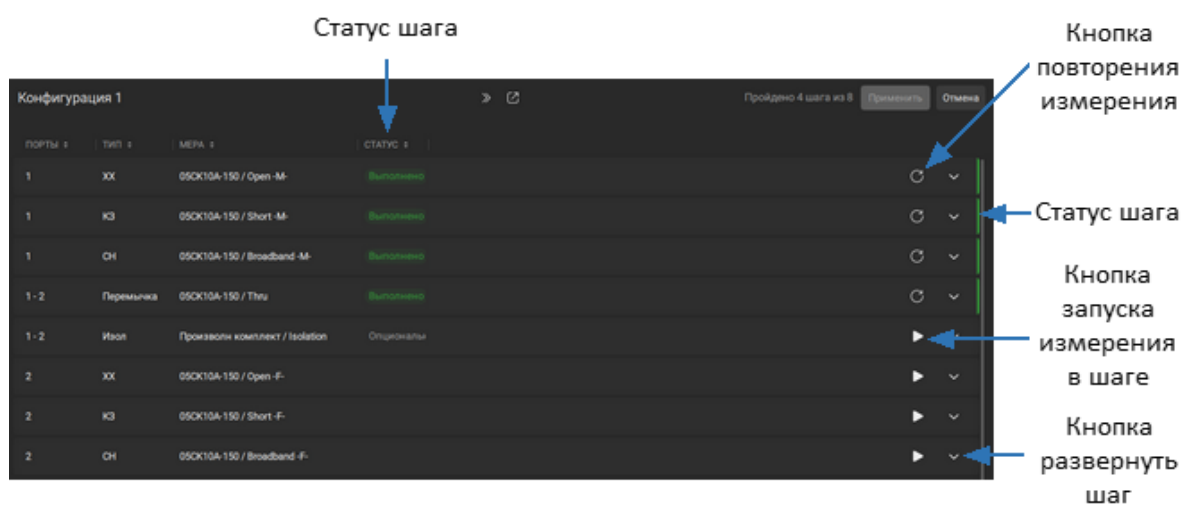 Статус шага
Кнопка
повторения
измерения
Конфигурация 1
Пройдено 4 шага из 8
Применить
Отмена
ПОРТЫ ТИП МЕРА СТАТУС
1 ХХ 05CK10A-150 / Open -M- Выполнено
1 КЗ 05CK10A-150 / Short -M- Выполнено
Статус шага
1 СН 05CK10A-150 / Broadband -M- Выполнено
1 - 2 Перемычка 05CK10A-150 / Thru Выполнено
Кнопка
запуска
измерения
в шаге
1 - 2 Изол Произволн комплект / Isolation Опциональн
2 ХХ 05CK10A-150 / Open -F-
2 КЗ 05CK10A-150 / Short -F-
2 СН 05CK10A-150 / Broadband -F-
Кнопка
развернуть
шаг